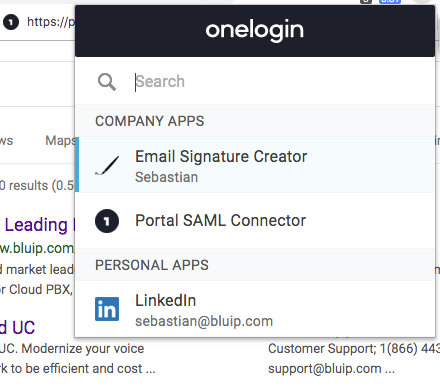 https://p
onelogin
Search
COMPANY APPS
Email Signature Creator
Sebastian
Portal SAML Connector
PERSONAL APPS
LinkedIn
sebastian@bluip.com
ws
Maps
0 results (0.5
Leading
w.bluip.com
d market lead
or Cloud PBX,
d UC
UC. Modernize your voice
rk to be efficient and cost ...
Customer Support; 1(866) 443
support@bluip.com ...